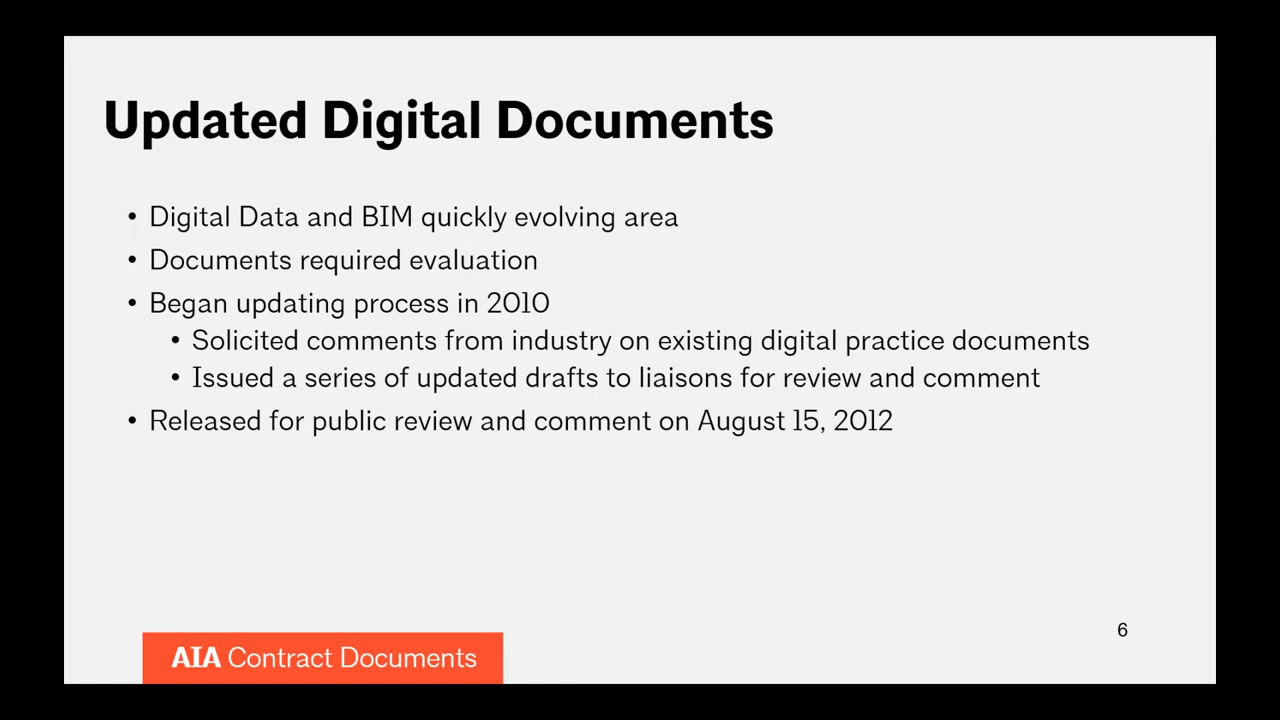 Updated Digital Documents
• Digital Data and BIM quickly evolving area
• Documents required evaluation
• Began updating process in 2010
• Solicited comments from industry on existing digital practice documents
• Issued a series of updated drafts to liaisons for review and comment
• Released for public review and comment on August 15, 2012
6
AIA Contract Documents